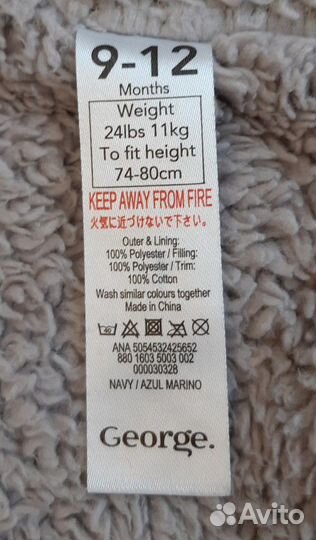 9-12
Months
Weight
24lbs 11kg
To fit height
74-80cm
KEEP AWAY FROM FIRE
火気に近づけないで下さい。
Outer & Lining:
100% Polyester / Filling:
100% Polyester / Trim:
100% Cotton
Wash similar colours together
Made in China
ANA 5054532425652
880 1603 5003 002
000030328
NAVY / AZUL MARINO
George.
Avito